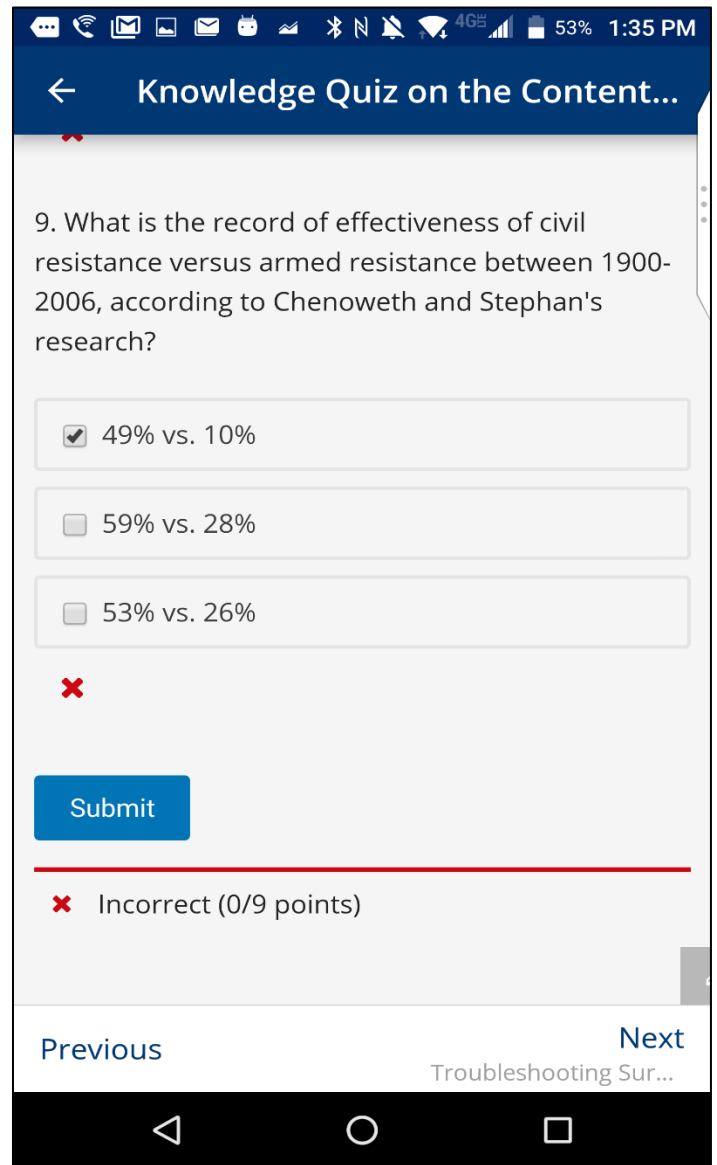 4G 53% 1:35 PM
Knowledge Quiz on the Content...
9. What is the record of effectiveness of civil
resistance versus armed resistance between 1900-
2006, according to Chenoweth and Stephan's
research?
49% vs. 10%
59% vs. 28%
53% vs. 26%
Submit
Incorrect (0/9 points)
Previous
Next
Troubleshooting Sur...